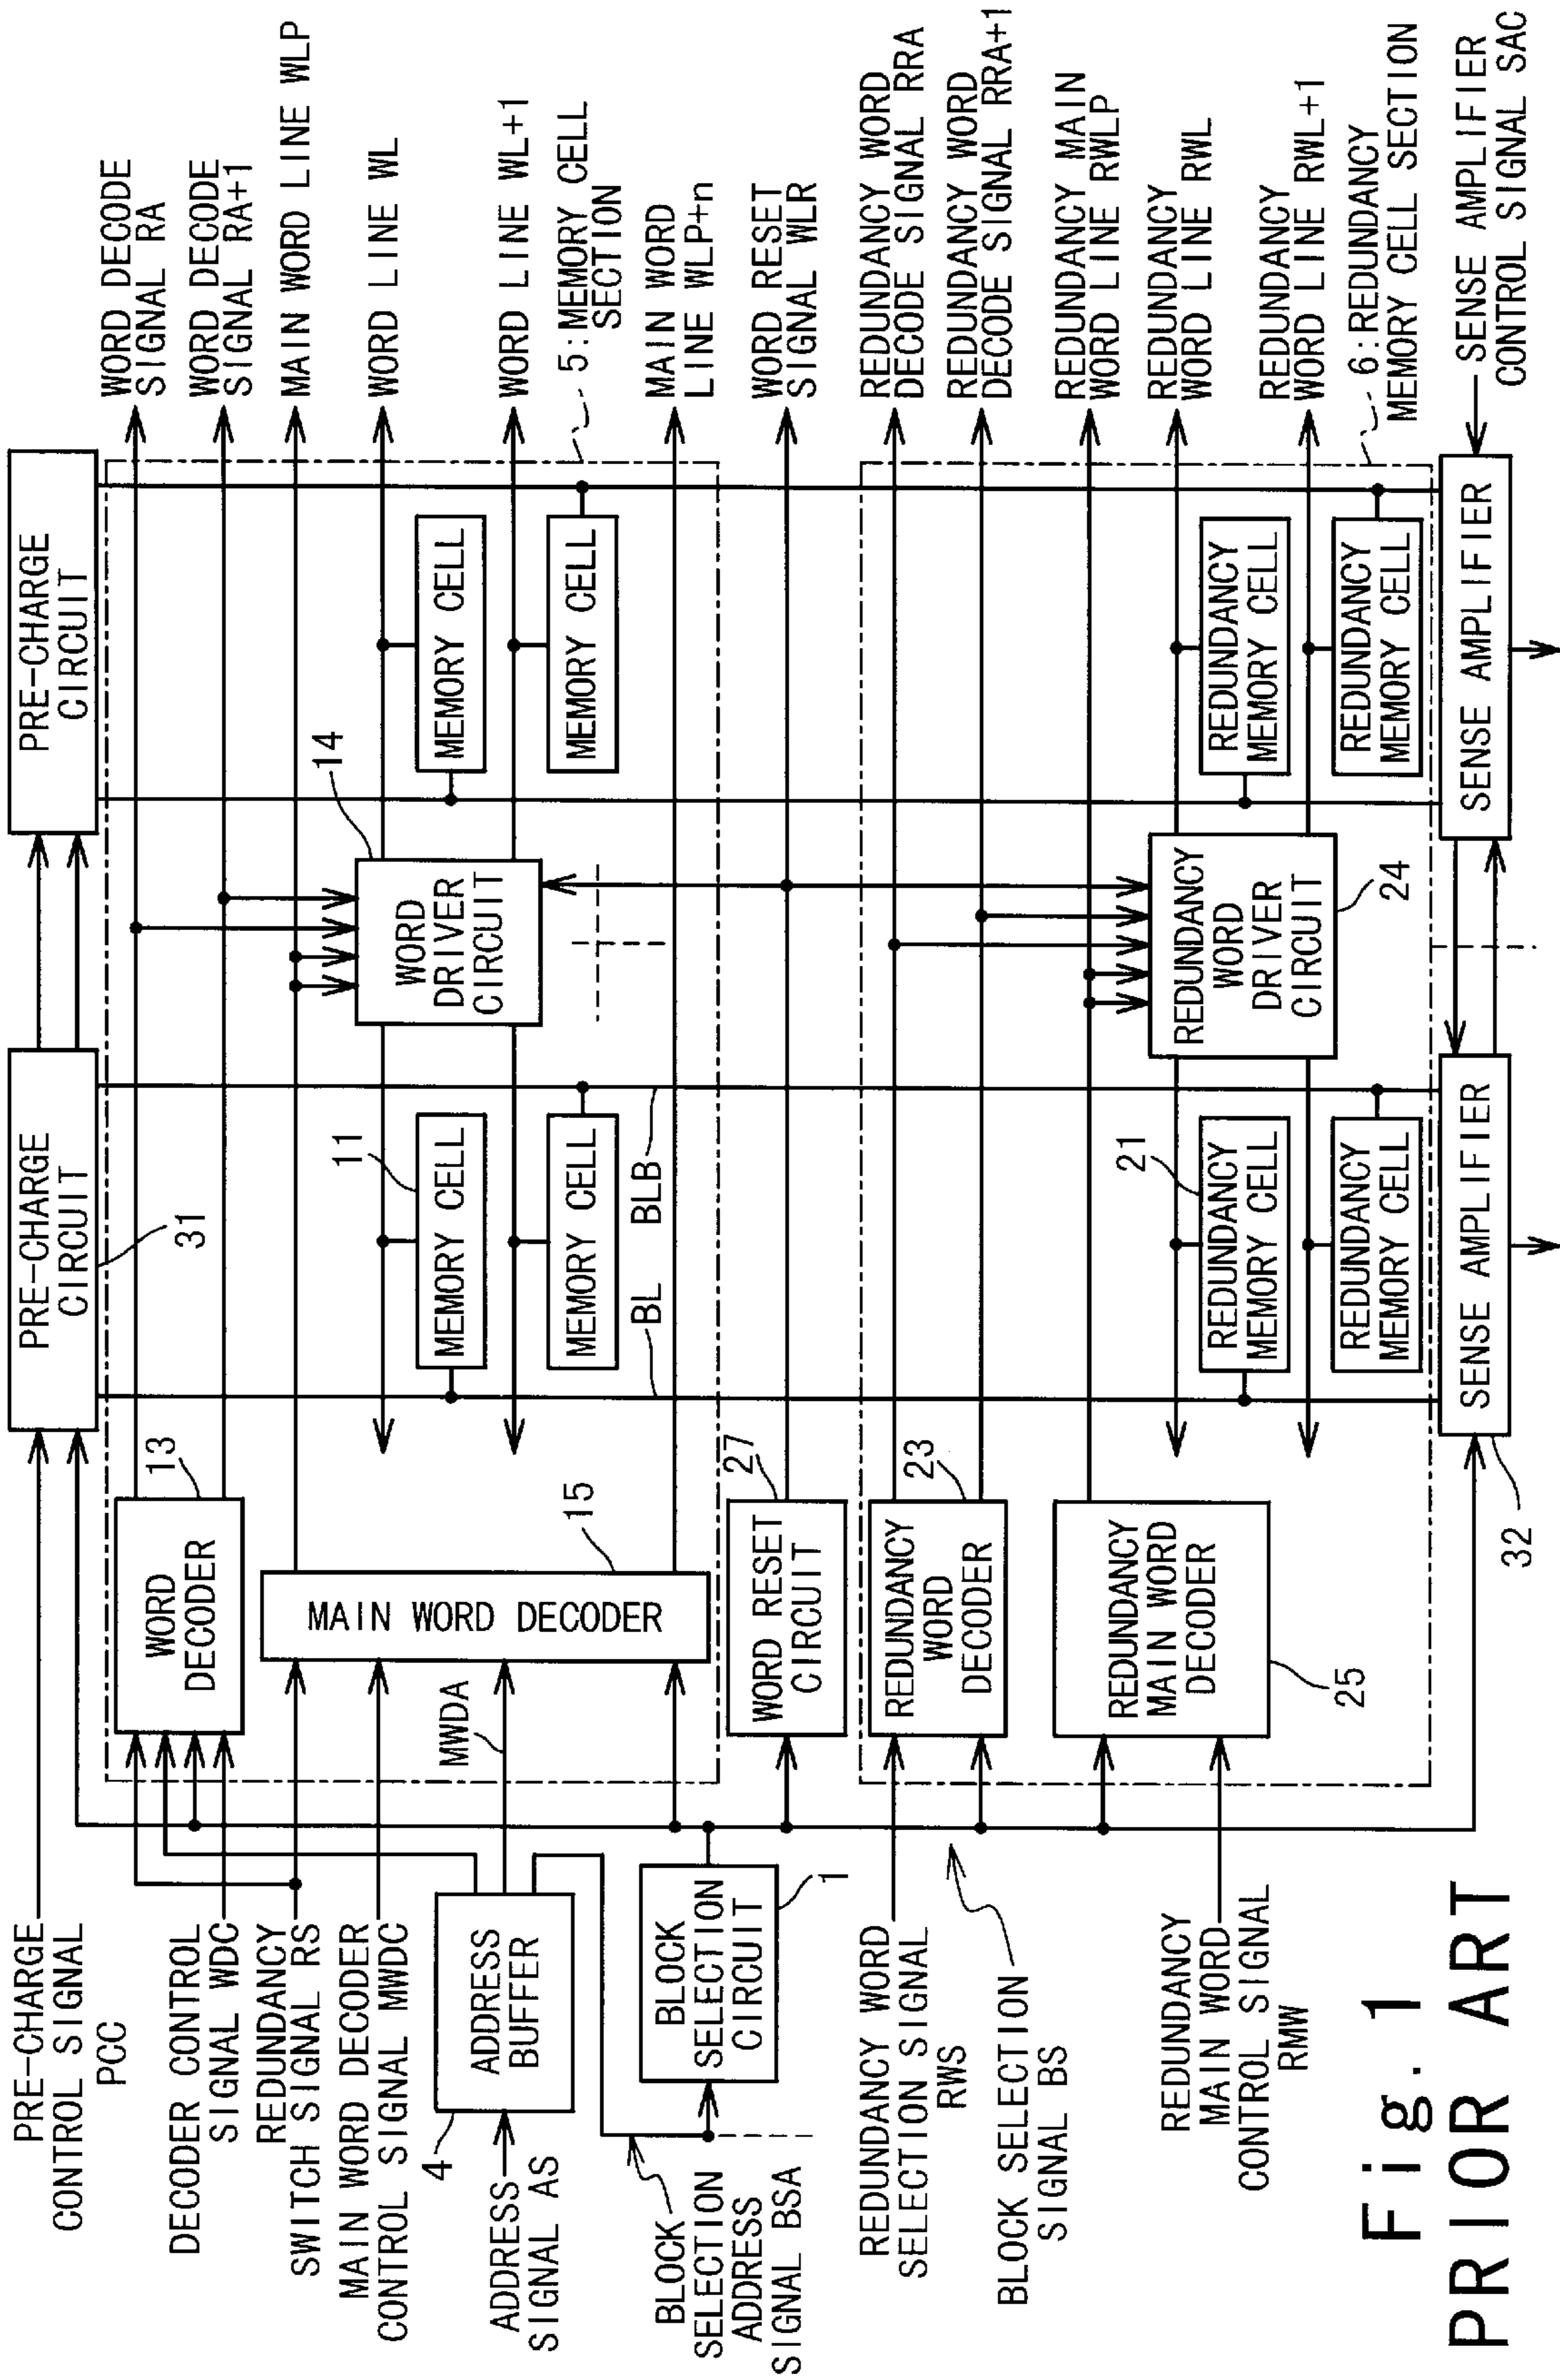 PRE-CHARGE
CONTROL SIGNAL
PCC
DECODER CONTROL
SIGNAL WDC
REDUNDANCY
SWITCH SIGNAL RS
MAIN WORD DECODER
CONTROL SIGNAL MWDC
4
ADDRESS
SIGNAL AS
ADDRESS
BUFFER
MWDA
BLOCK
SELECTION
ADDRESS
SIGNAL BSA
BLOCK
SELECTION
CIRCUIT
1
REDUNDANCY WORD
SELECTION SIGNAL
RWS
BLOCK SELECTION
SIGNAL BS
REDUNDANCY
MAIN WORD
CONTROL SIGNAL
RMW
WORD
DECODER
13
MAIN WORD DECODER
15
WORD RESET
CIRCUIT
27
REDUNDANCY
WORD
DECODER
23
REDUNDANCY
MAIN WORD
DECODER
25
PRE-CHARGE
CIRCUIT
31
MEMORY CELL
11
MEMORY CELL
BL
BLB
REDUNDANCY
MEMORY CELL
21
REDUNDANCY
MEMORY CELL
SENSE AMPLIFIER
32
WORD
DRIVER
CIRCUIT
14
REDUNDANCY
WORD
DRIVER
CIRCUIT
24
PRE-CHARGE
CIRCUIT
MEMORY CELL
MEMORY CELL
REDUNDANCY
MEMORY CELL
REDUNDANCY
MEMORY CELL
SENSE AMPLIFIER
WORD DECODE
SIGNAL RA
WORD DECODE
SIGNAL RA+1
MAIN WORD LINE WLP
WORD LINE WL
WORD LINE WL+1
5:MEMORY CELL
SECTION
MAIN WORD
LINE WLP+n
WORD RESET
SIGNAL WLR
REDUNDANCY WORD
DECODE SIGNAL RRA
REDUNDANCY WORD
DECODE SIGNAL RRA+1
REDUNDANCY MAIN
WORD LINE RWLP
REDUNDANCY
WORD LINE RWL
REDUNDANCY
WORD LINE RWL+1
6:REDUNDANCY
MEMORY CELL SECTION
SENSE AMPLIFIER
CONTROL SIGNAL SAC
Fig. 1
PRIOR ART